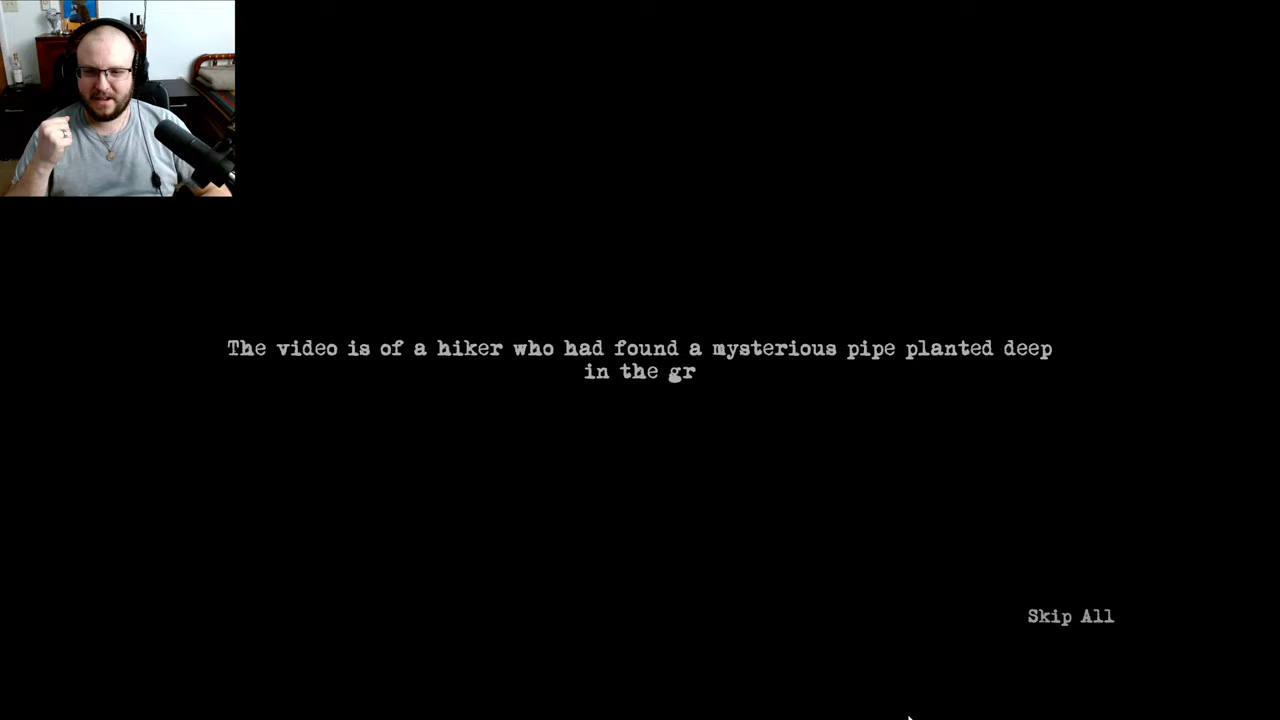 The video is of a hiker who had found a mysterious pipe planted deep
in the gr
Skip All